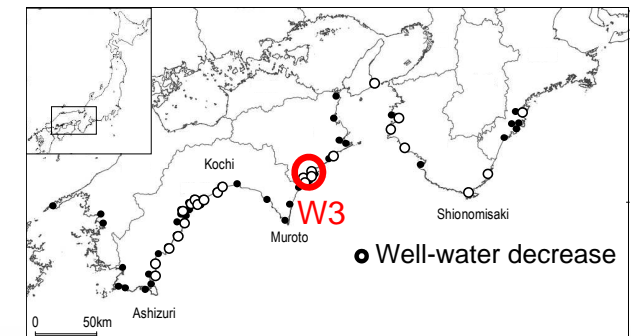 Kochi
W3
Shionomisaki
Muroto
Well-water decrease
Ashizuri
0 50km